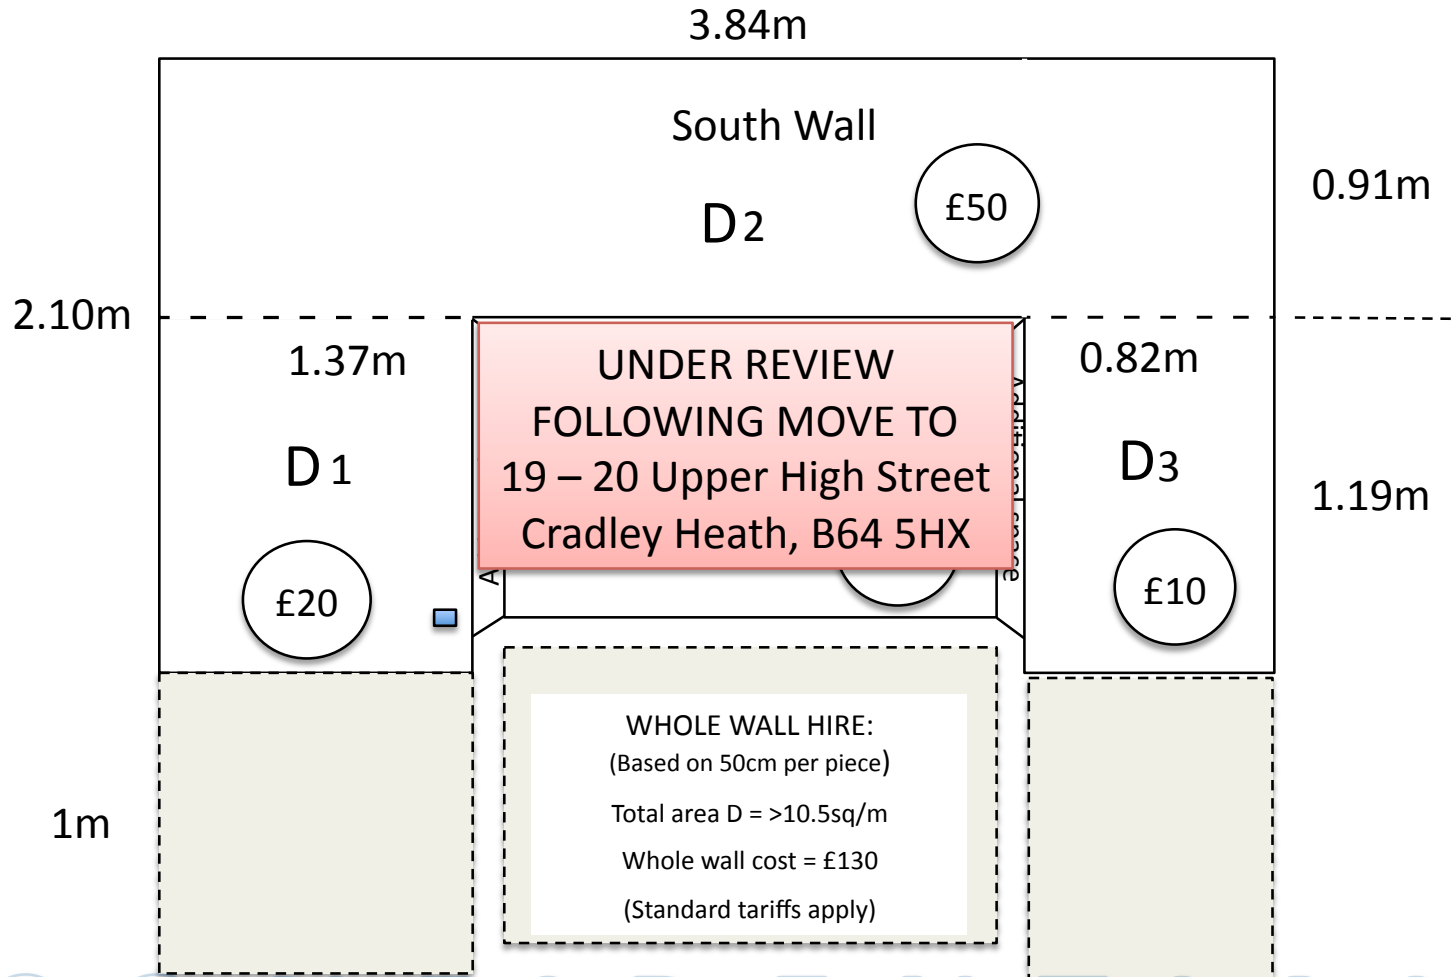 3.84m
South Wall
£50
0.91m
D 2
2.10m
1.37m
0.82m
UNDER REVIEW
FOLLOWING MOVE TO
19 – 20 Upper High Street
Cradley Heath, B64 5HX
D 1
D3
1.19m
£20
£10
WHOLE WALL HIRE:
(Based on 50cm per piece)
Total area D = >10.5sq/m
Whole wall cost = £130
(Standard tariffs apply)
1m